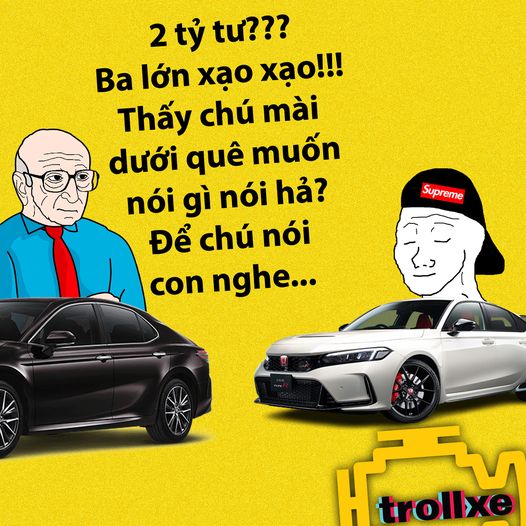 2 tỷ tư???
Ba lớn xạo xạo!!!
Thấy chú mài
dưới quê muốn
nói gì nói hả?
Để chú nói
con nghe...
Supreme
trollxe